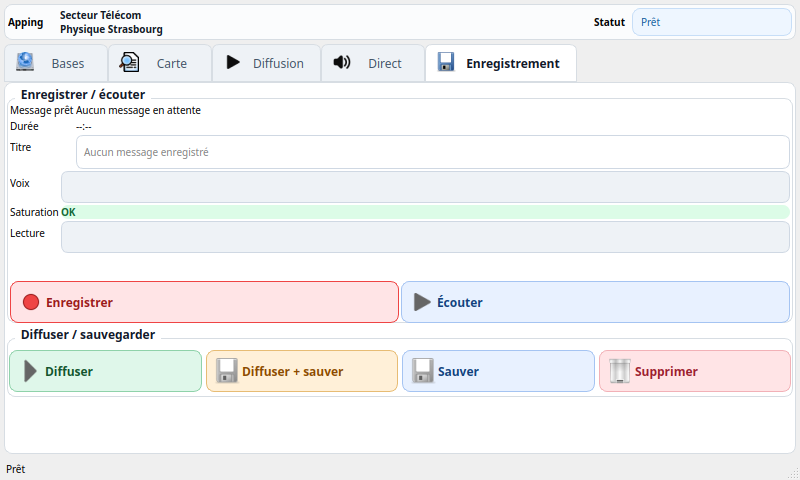 Apping
Secteur Télécom
Physique Strasbourg
Statut
Prêt
Bases
Carte
Diffusion
Direct
Enregistrement
Enregistrer / écouter
Message prêt Aucun message en attente
Durée --:--
Titre
Aucun message enregistré
Voix
Saturation OK
Lecture
Enregistrer
Écouter
Diffuser / sauvegarder
Diffuser
Diffuser + sauver
Sauver
Supprimer
Prêt